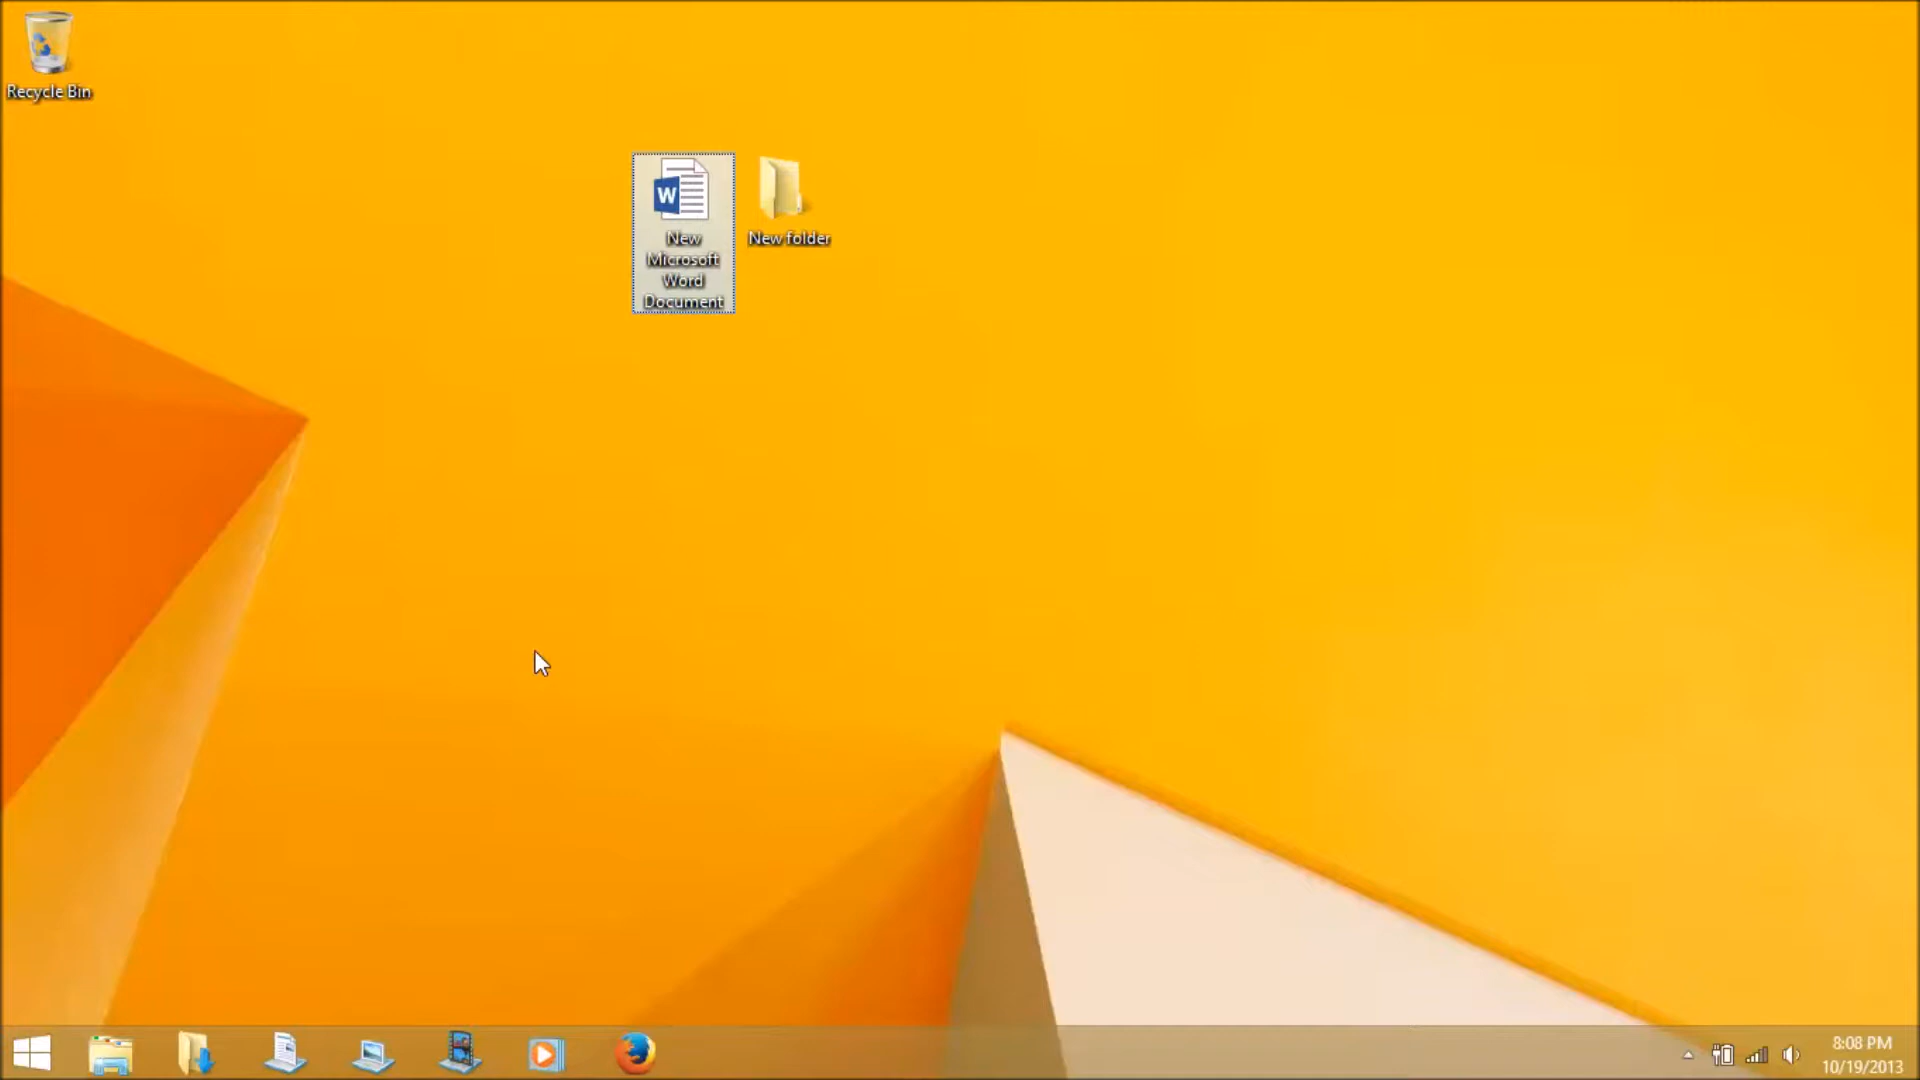 Recycle Bin
W
New
Microsoft
Word
Document
New folder
8:08 PM
10/19/2013